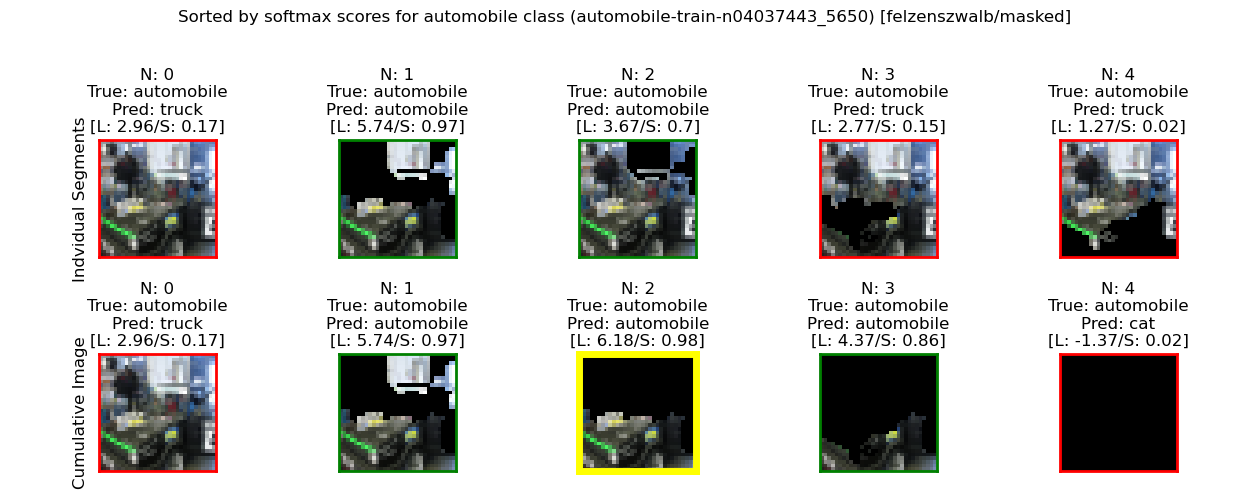 Sorted by softmax scores for automobile class (automobile-train-n04037443_5650) [felzenszwalb/masked]
Indvidual Segments
N: 0
True: automobile
Pred: truck
[L: 2.96/S: 0.17]
N: 1
True: automobile
Pred: automobile
[L: 5.74/S: 0.97]
N: 2
True: automobile
Pred: automobile
[L: 3.67/S: 0.7]
N: 3
True: automobile
Pred: truck
[L: 2.77/S: 0.15]
N: 4
True: automobile
Pred: truck
[L: 1.27/S: 0.02]
Cumulative Image
N: 0
True: automobile
Pred: truck
[L: 2.96/S: 0.17]
N: 1
True: automobile
Pred: automobile
[L: 5.74/S: 0.97]
N: 2
True: automobile
Pred: automobile
[L: 6.18/S: 0.98]
N: 3
True: automobile
Pred: automobile
[L: 4.37/S: 0.86]
N: 4
True: automobile
Pred: cat
[L: -1.37/S: 0.02]